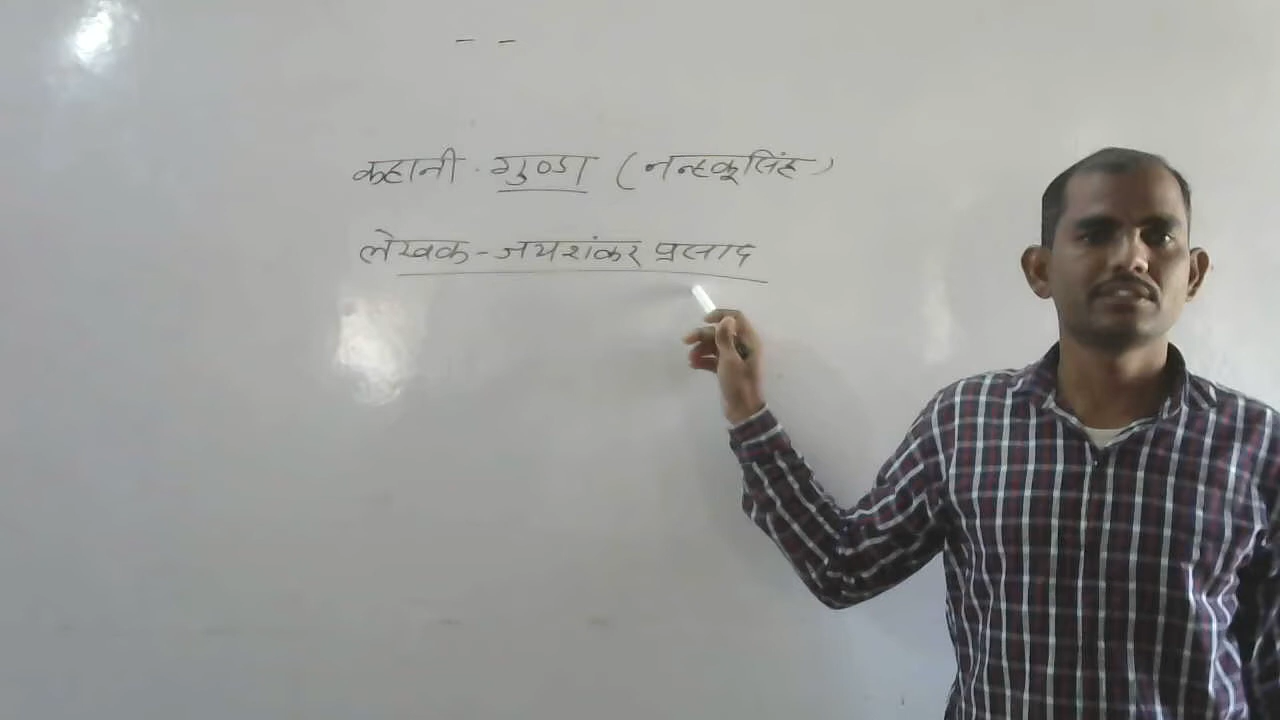 कहानी - गुण्डा (नन्हकूसिंह)
लेखक - जयशंकर प्रसाद